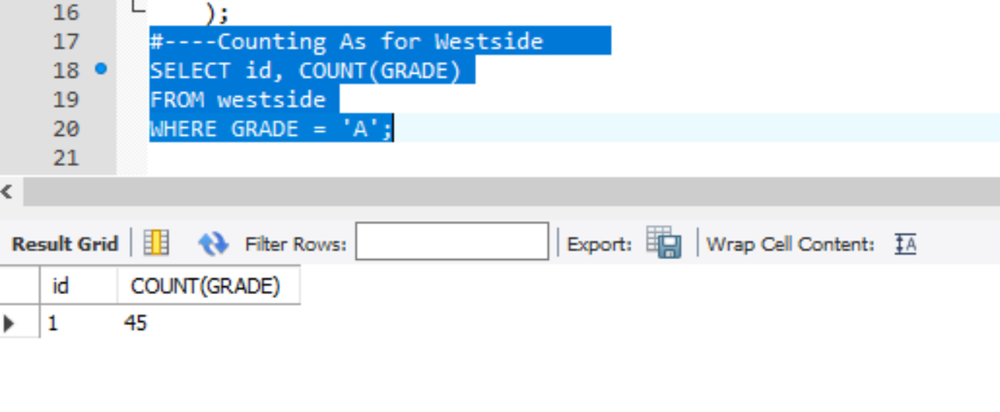 16 );
17 #----Counting As for Westside
18 SELECT id, COUNT(GRADE)
19 FROM westside
20 WHERE GRADE = 'A';
21
Result Grid Filter Rows: Export: Wrap Cell Content: A
id COUNT(GRADE)
1 45